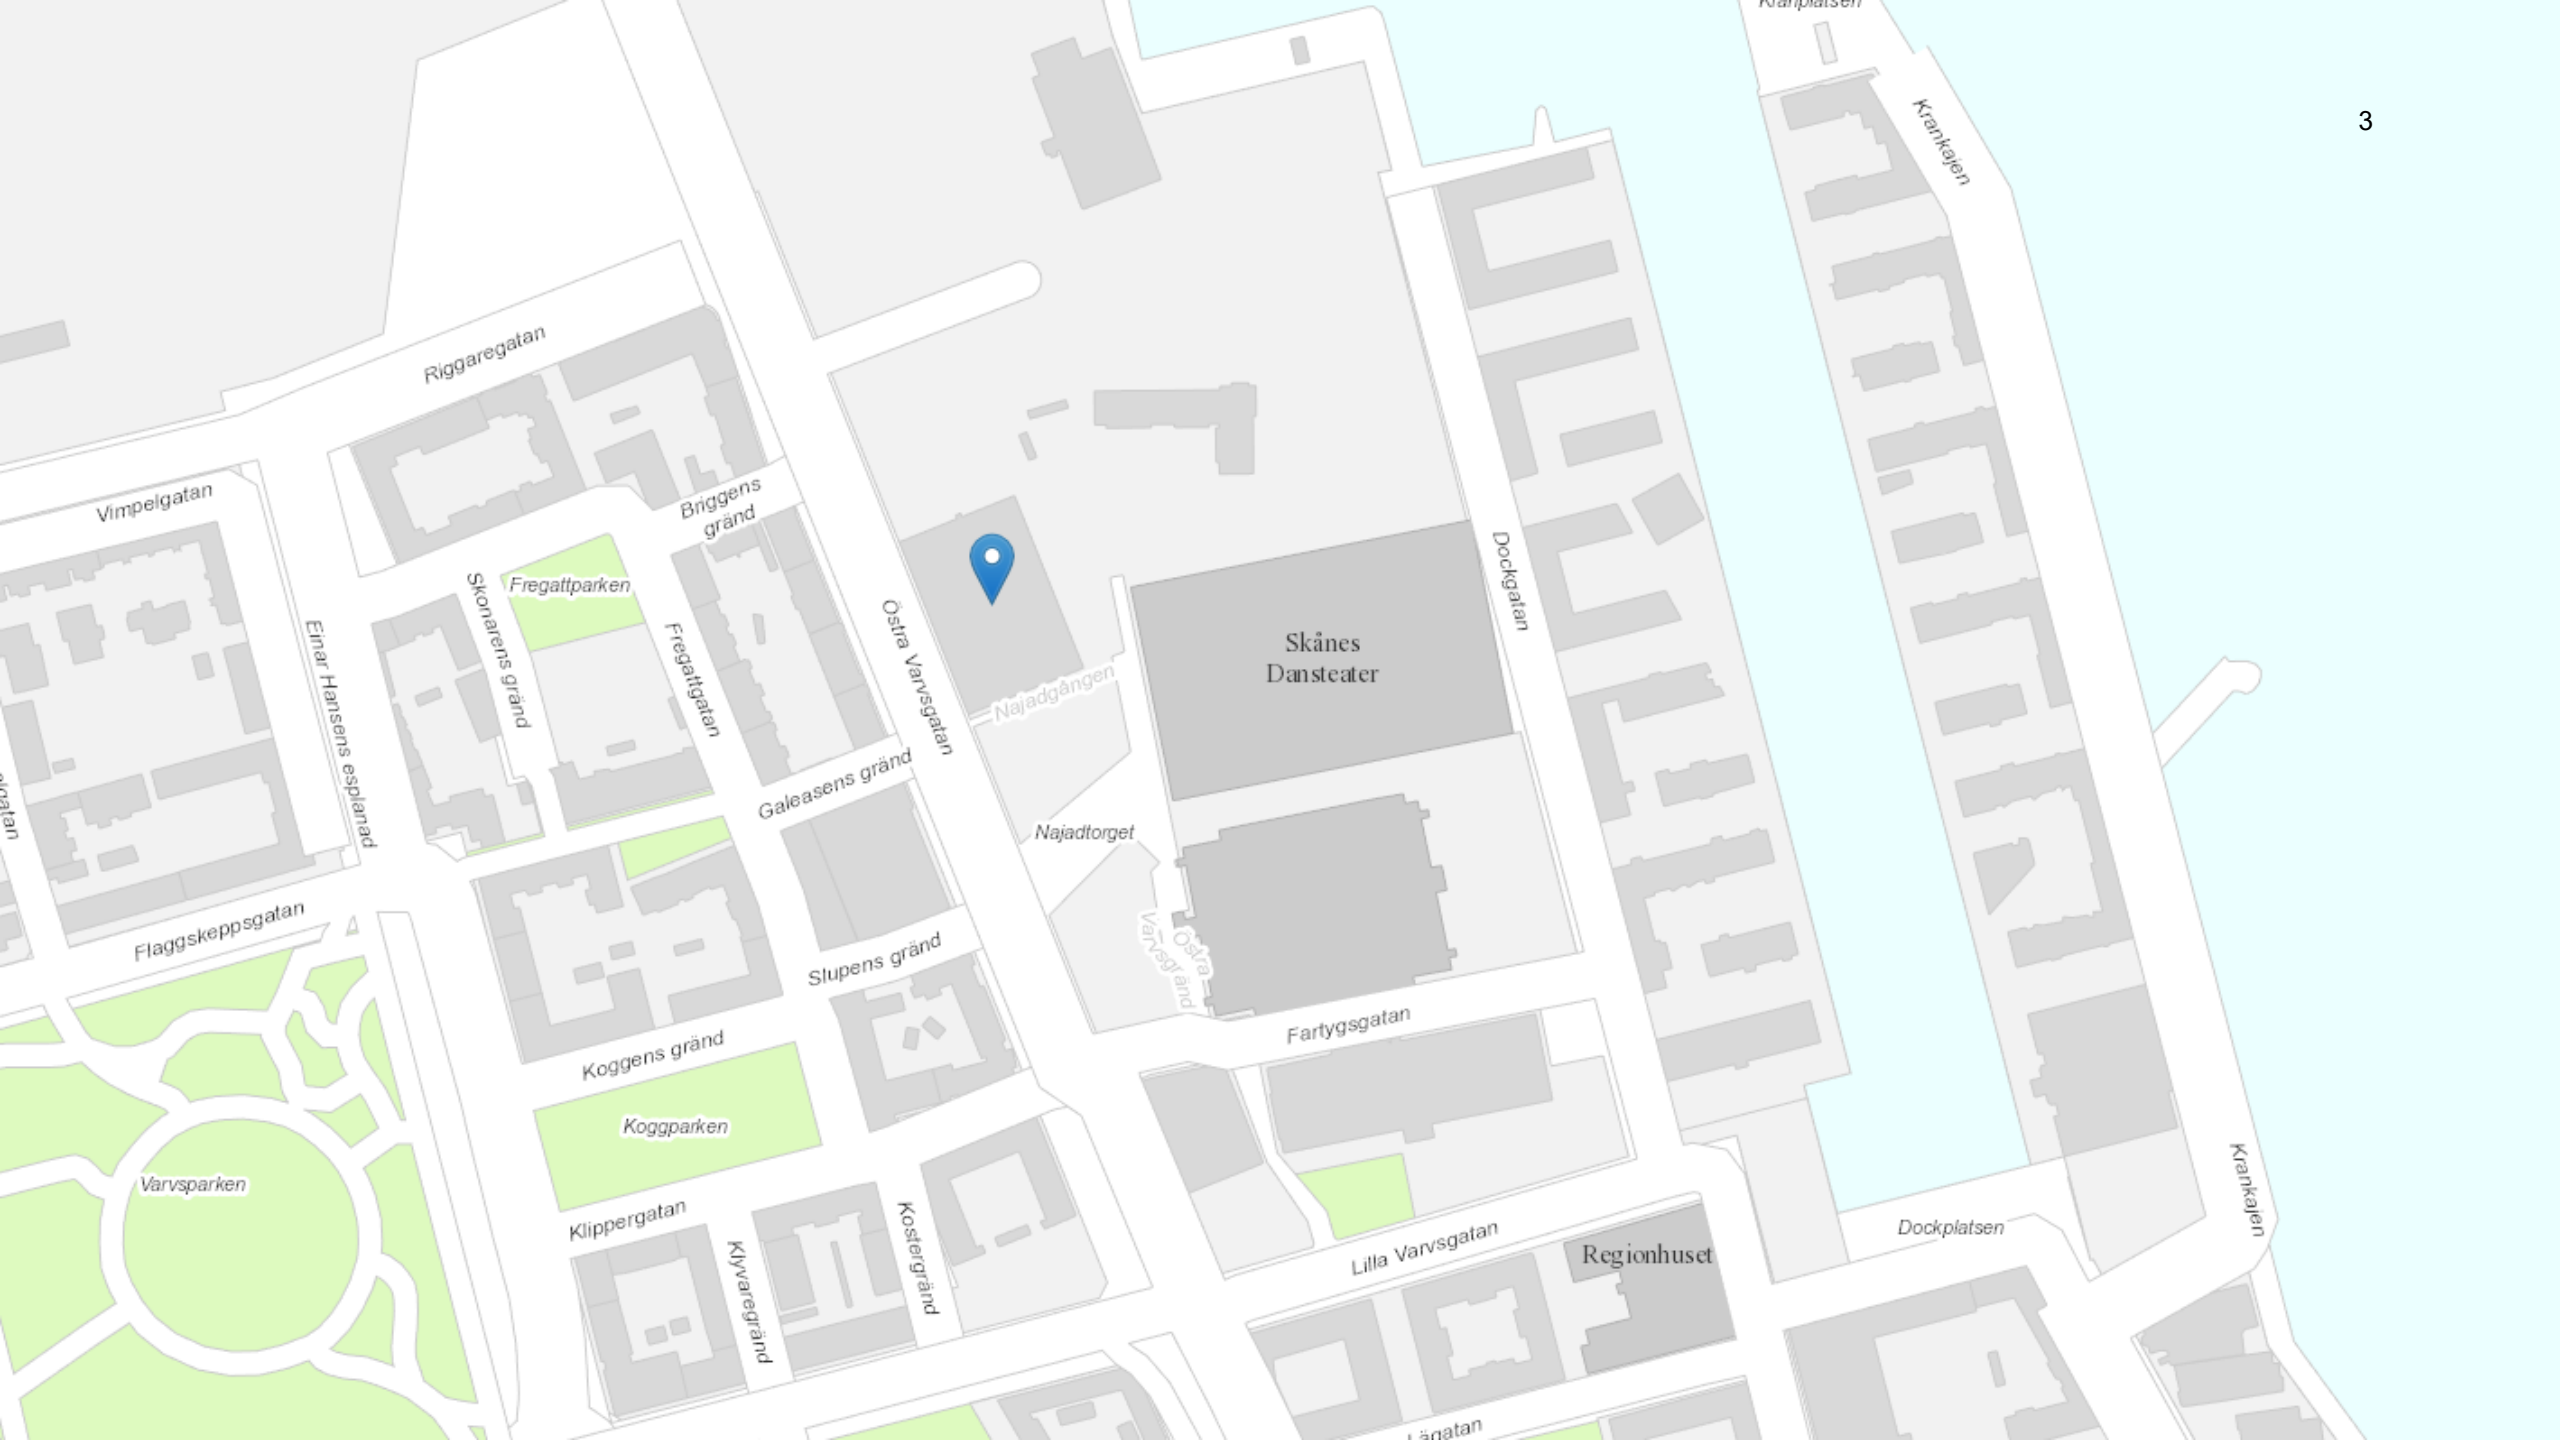 Kranplatsen
3
Krankajen
Riggaregatan
Vimpelgatan
Briggens
gränd
Fregattparken
Skonarens gränd
Einar Hansens esplanad
Fregattgatan
Östra Varvsgatan
Dockgatan
Skånes
Dansteater
Najadgången
Galeasens gränd
Najadtorget
Flaggskeppsgatan
Slupens gränd
Östra
Varvsgränd
Fartygsgatan
Koggens gränd
Koggparken
Varvsparken
Klippergatan
Klyvaregränd
Kostergränd
Lilla Varvsgatan
Regionhuset
Dockplatsen
Krankajen